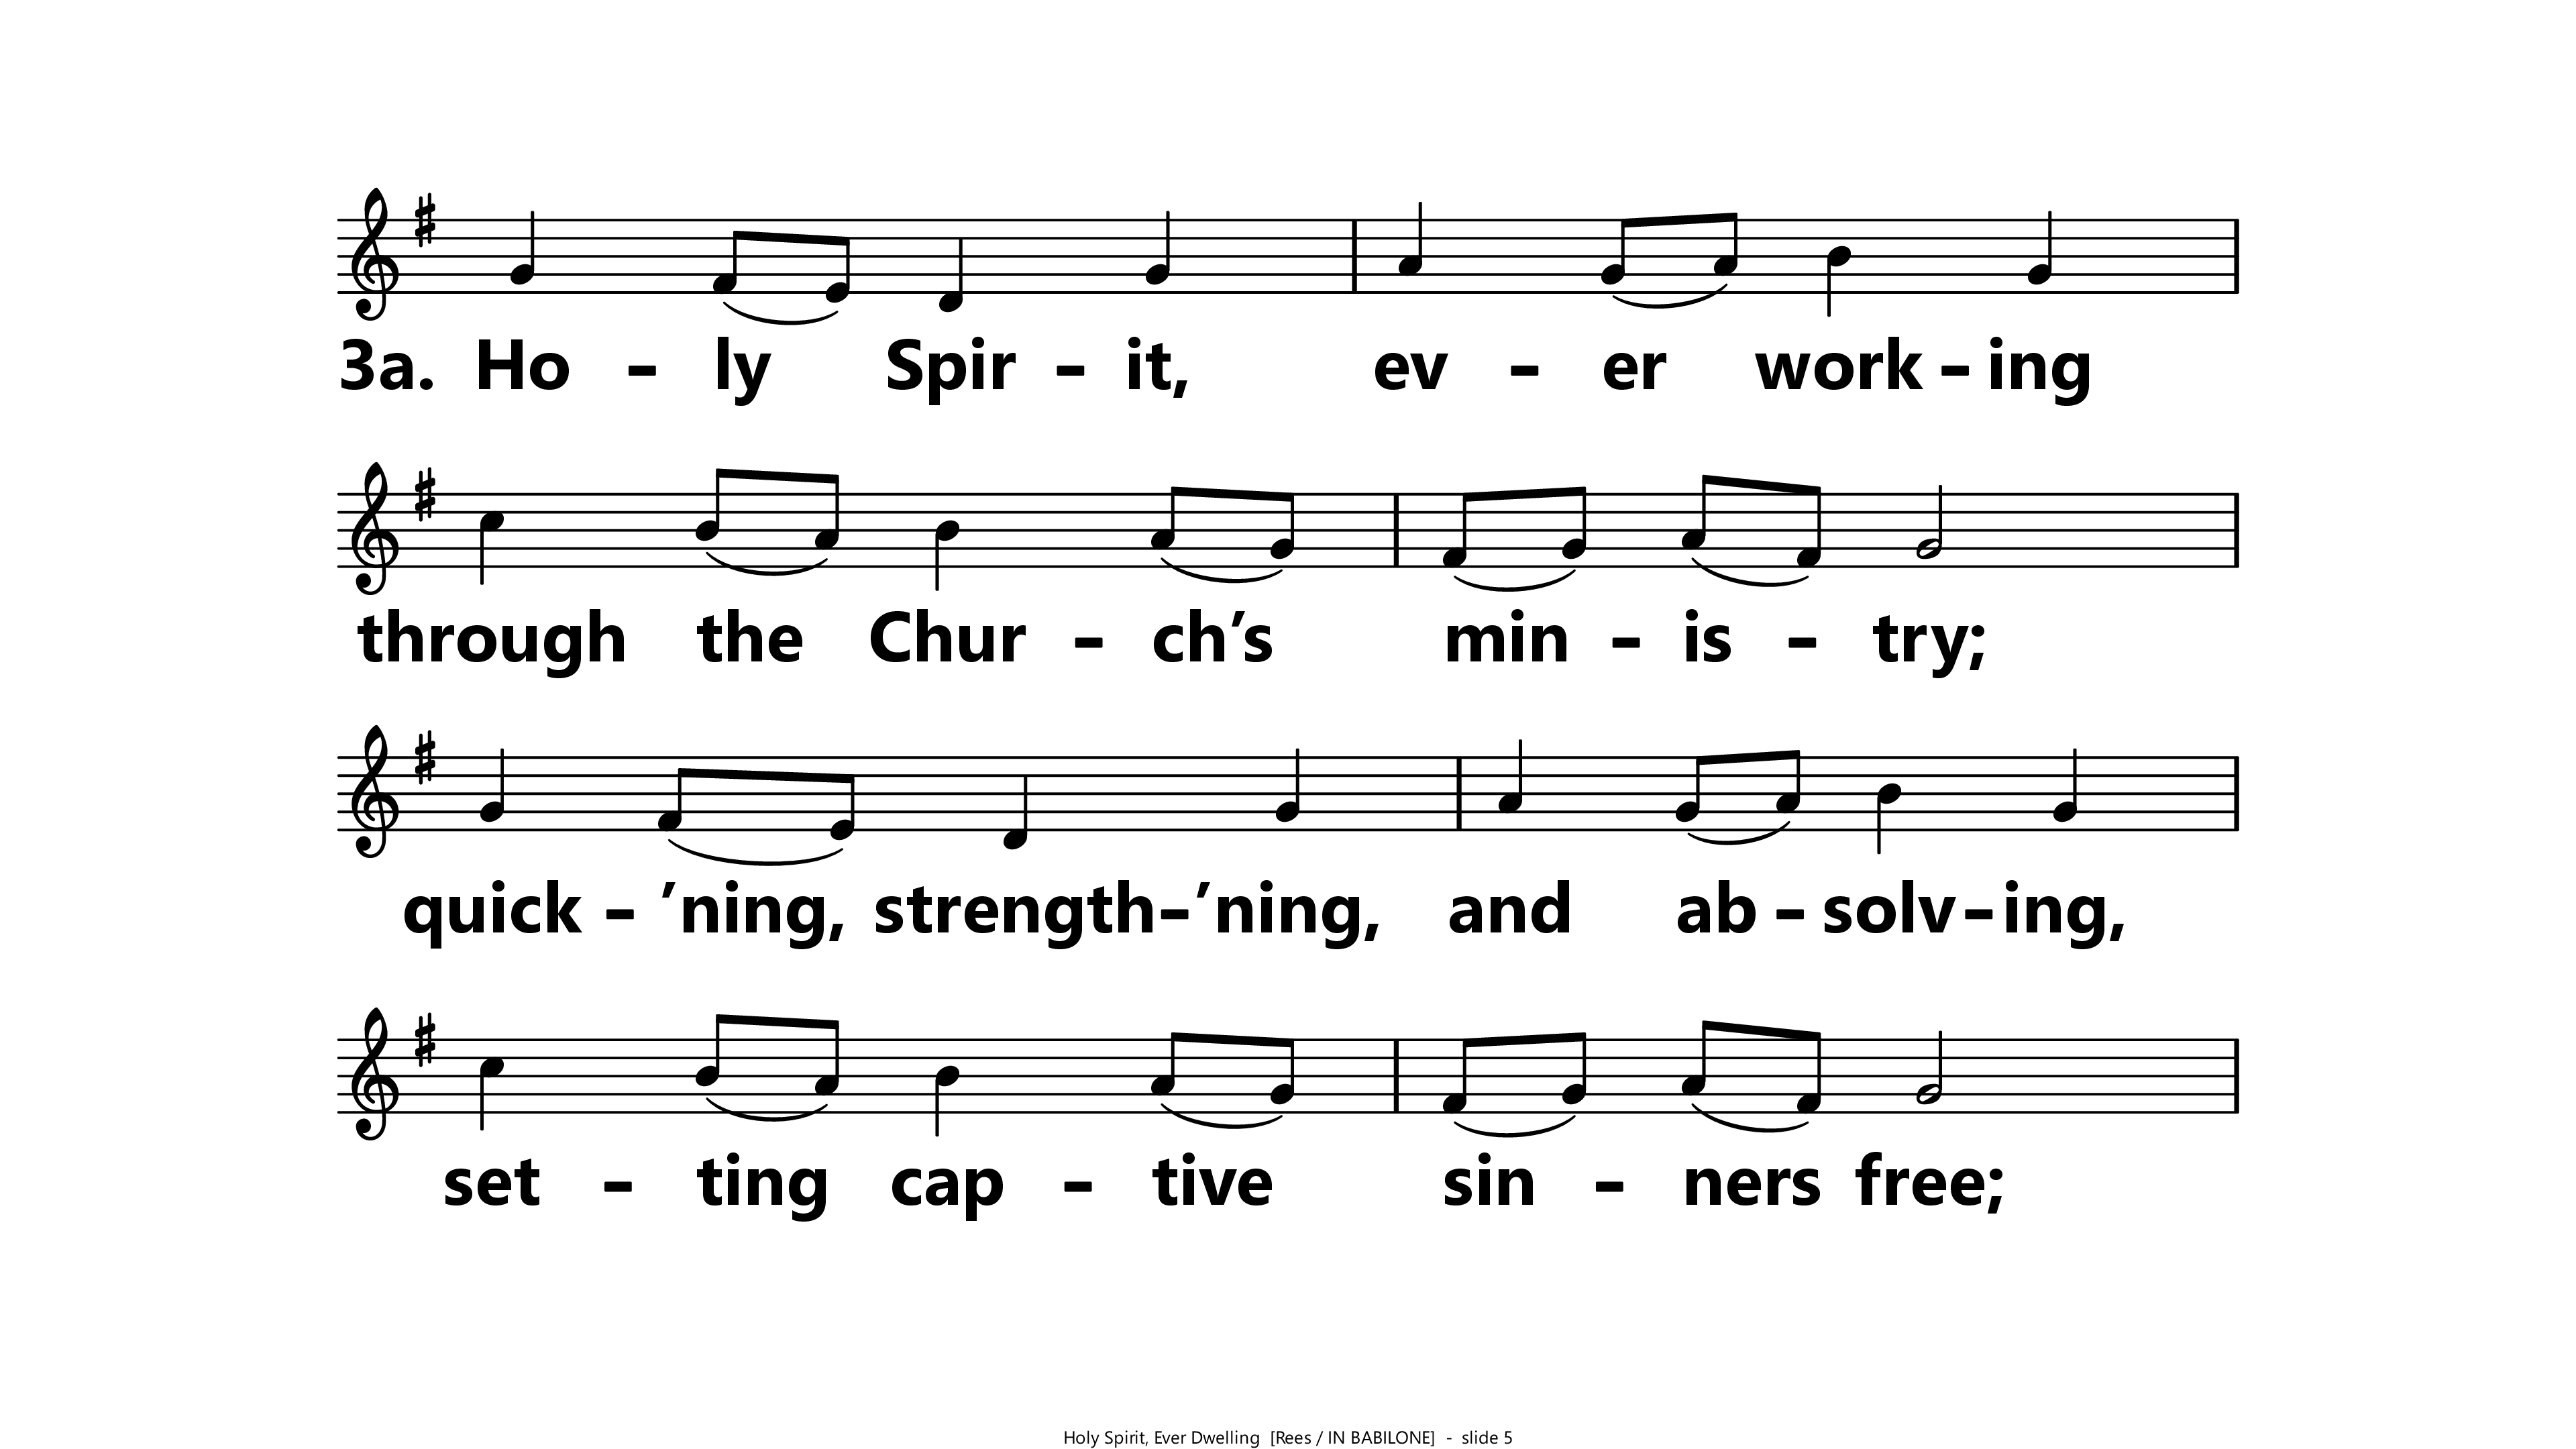 3a. Ho – ly Spir – it, ev – er work – ing
through the Chur – ch’s min – is – try;
quick – ’ning, strength–’ning, and ab – solv – ing,
set – ting cap – tive sin – ners free;
Holy Spirit, Ever Dwelling [Rees / IN BABILONE] - slide 5